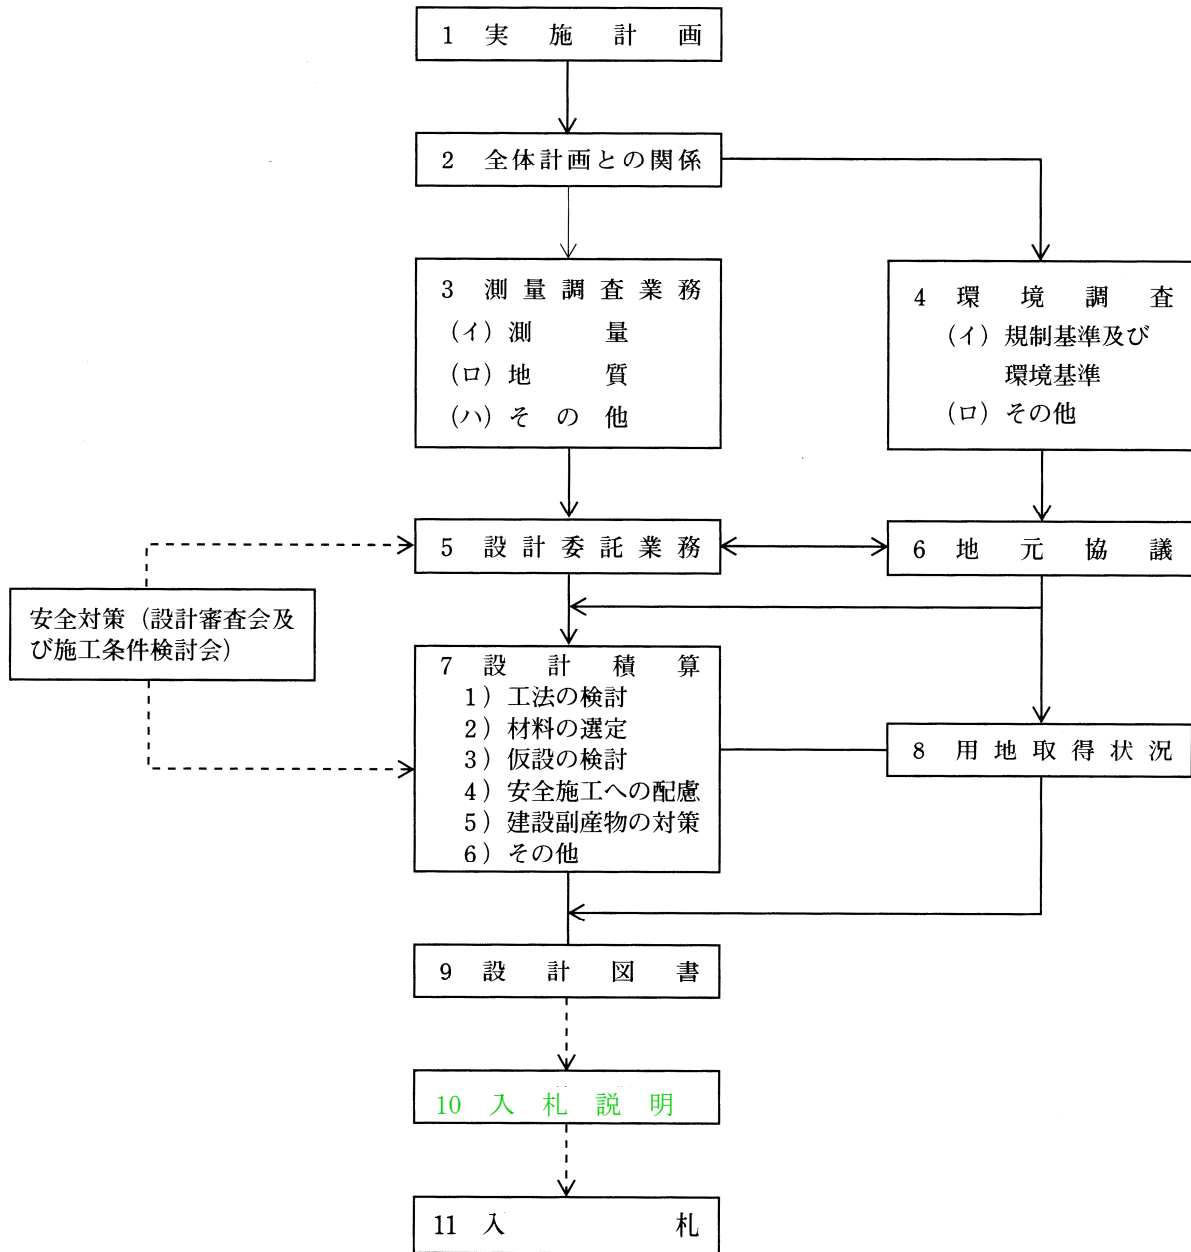 1 実施計画
2 全体計画との関係
3 測量調査業務
(イ) 測量
(ロ) 地質
(ハ) その他
4 環境調査
(イ) 規制基準及び
環境基準
(ロ) その他
5 設計委託業務
6 地元協議
安全対策(設計審査会及
び施工条件検討会)
7 設計積算
1) 工法の検討
2) 材料の選定
3) 仮設の検討
4) 安全施工への配慮
5) 建設副産物の対策
6) その他
8 用地取得状況
9 設計図書
10 入札説明
11 入札